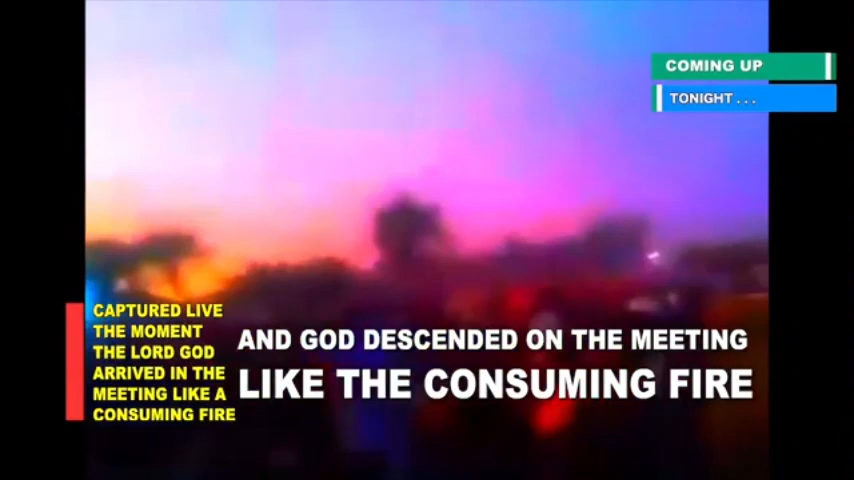 COMING UP
TONIGHT . . .
CAPTURED LIVE
THE MOMENT
THE LORD GOD
ARRIVED IN THE
MEETING LIKE A
CONSUMING FIRE
AND GOD DESCENDED ON THE MEETING
LIKE THE CONSUMING FIRE